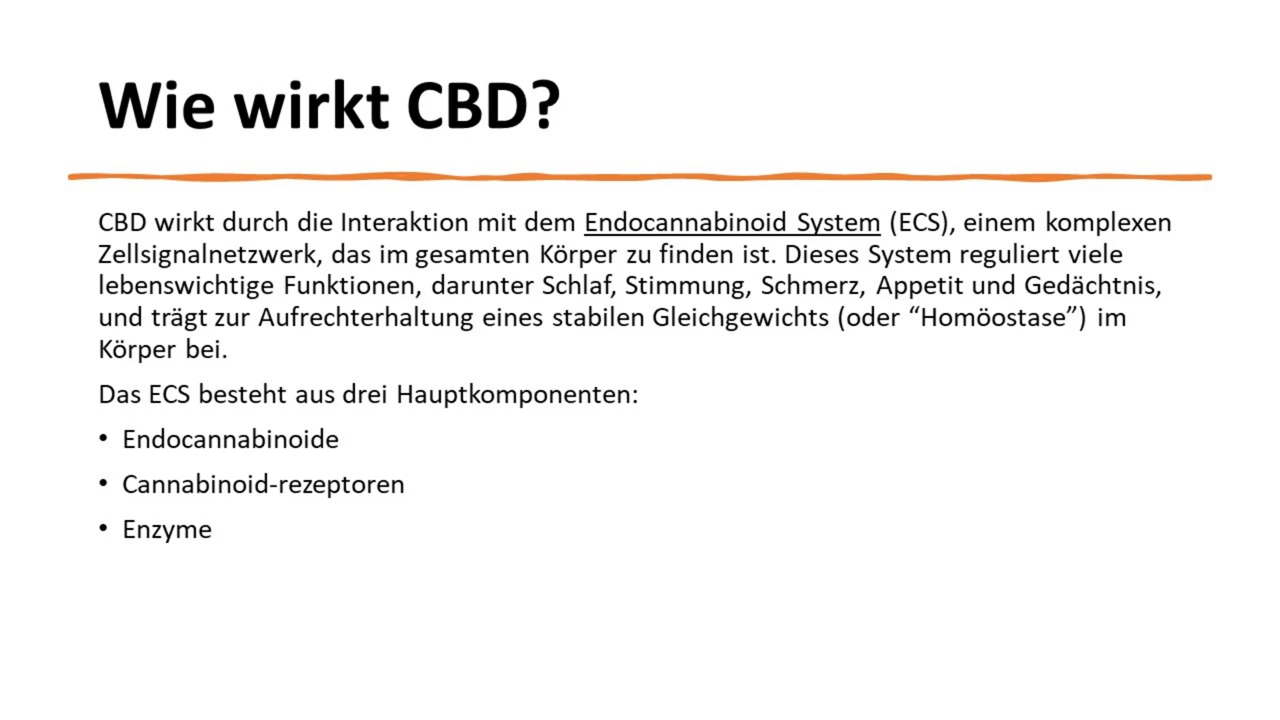 Wie wirkt CBD?
CBD wirkt durch die Interaktion mit dem Endocannabinoid System (ECS), einem komplexen
Zellsignalnetzwerk, das im gesamten Körper zu finden ist. Dieses System reguliert viele
lebenswichtige Funktionen, darunter Schlaf, Stimmung, Schmerz, Appetit und Gedächtnis,
und trägt zur Aufrechterhaltung eines stabilen Gleichgewichts (oder “Homöostase”) im
Körper bei.
Das ECS besteht aus drei Hauptkomponenten:
• Endocannabinoide
• Cannabinoid-rezeptoren
• Enzyme